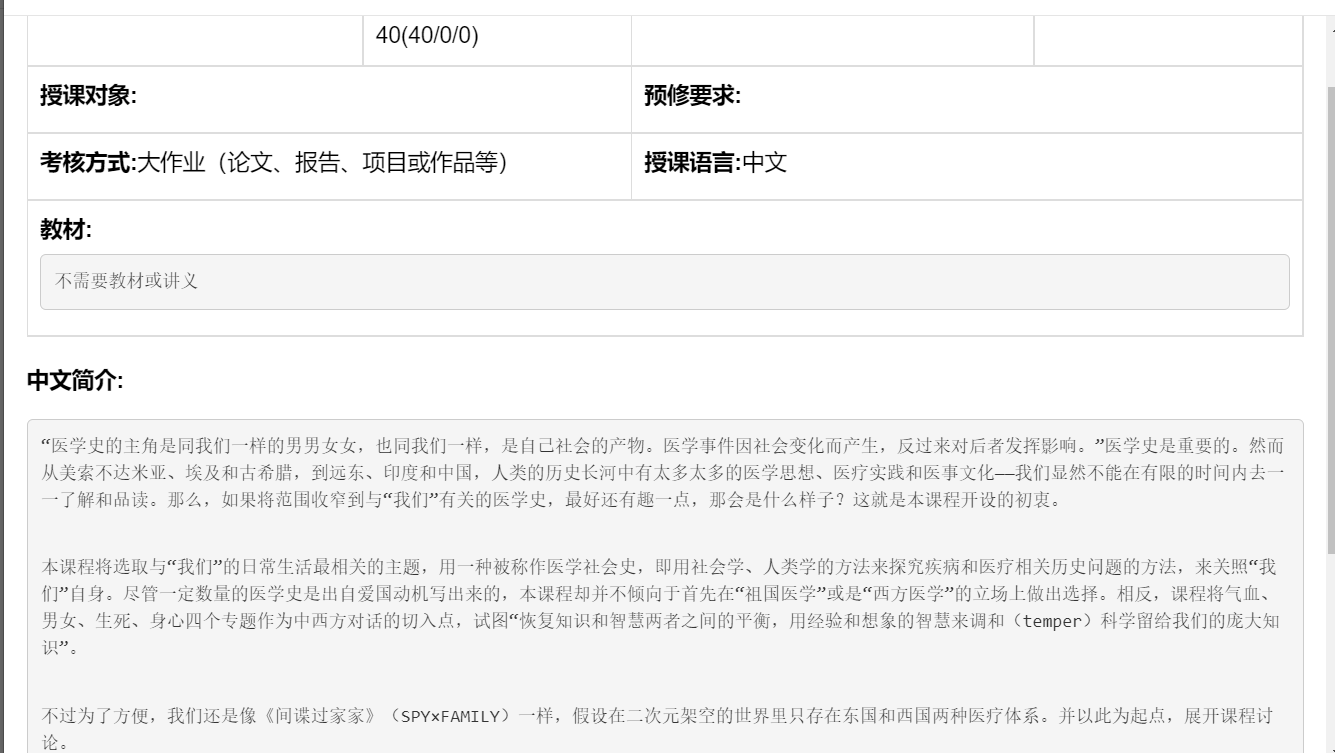 40(40/0/0)
授课对象:
预修要求:
考核方式:大作业（论文、报告、项目或作品等）
授课语言:中文
教材:
不需要教材或讲义
中文简介:
“医学史的主角是同我们一样的男男女女，也同我们一样，是自己社会的产物。医学事件因社会变化而产生，反过来对后者发挥影响。”医学史是重要的。然而
从美索不达米亚、埃及和古希腊，到远东、印度和中国，人类的历史长河中有太多太多的医学思想、医疗实践和医事文化——我们显然不能在有限的时间内去一
一了解和品读。那么，如果将范围收窄到与“我们”有关的医学史，最好还有趣一点，那会是什么样子？这就是本课程开设的初衷。
本课程将选取与“我们”的日常生活最相关的主题，用一种被称作医学社会史，即用社会学、人类学的方法来探究疾病和医疗相关历史问题的方法，来关照“我
们”自身。尽管一定数量的医学史是出自爱国动机写出来的，本课程却并不倾向于首先在“祖国医学”或是“西方医学”的立场上做出选择。相反，课程将气血、
男女、生死、身心四个专题作为中西方对话的切入点，试图“恢复知识和智慧两者之间的平衡，用经验和想象的智慧来调和（temper）科学留给我们的庞大知
识”。
不过为了方便，我们还是像《间谍过家家》（SPY×FAMILY）一样，假设在二次元架空的世界里只存在东国和西国两种医疗体系。并以此为起点，展开课程讨
论。